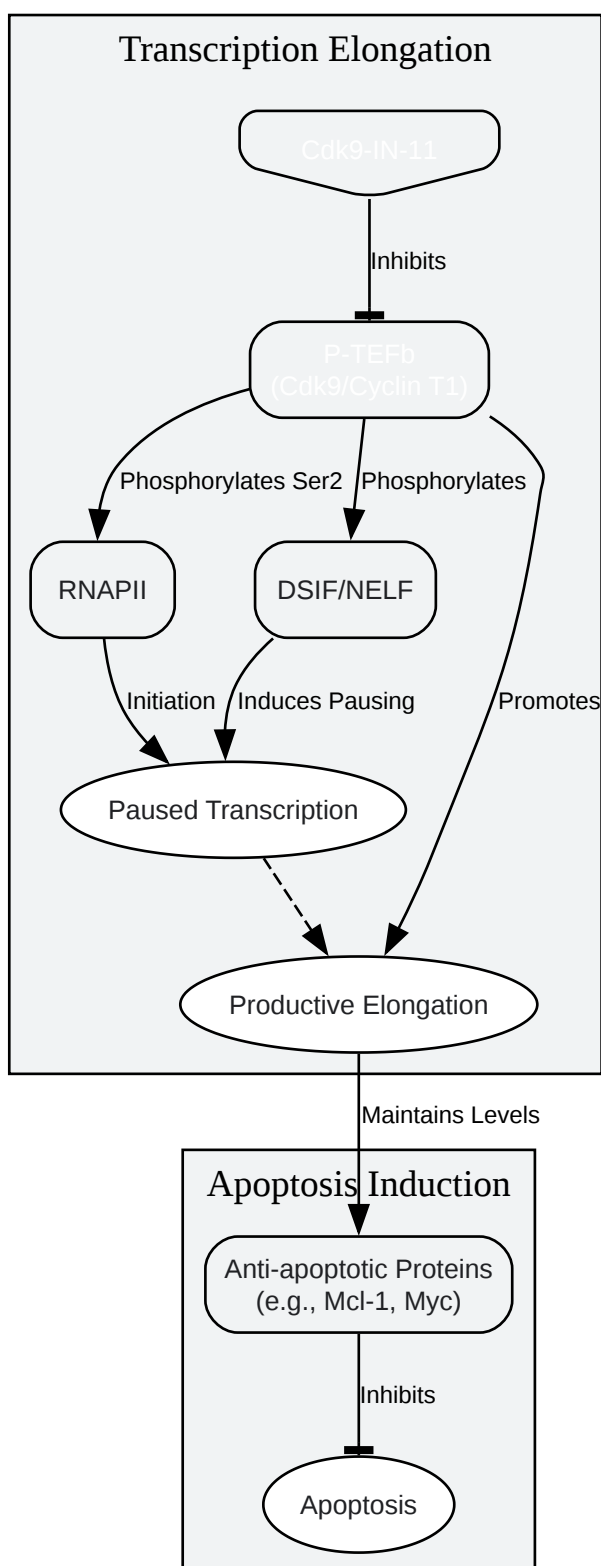 Transcription Elongation
Cdk9-IN-11
Inhibits
P-TEFb
(Cdk9/Cyclin T1)
Phosphorylates Ser2
Phosphorylates
RNAPII
DSIF/NELF
Initiation
Induces Pausing
Promotes
Paused Transcription
Productive Elongation
Maintains Levels
Apoptosis Induction
Anti-apoptotic Proteins
(e.g., Mcl-1, Myc)
Inhibits
Apoptosis